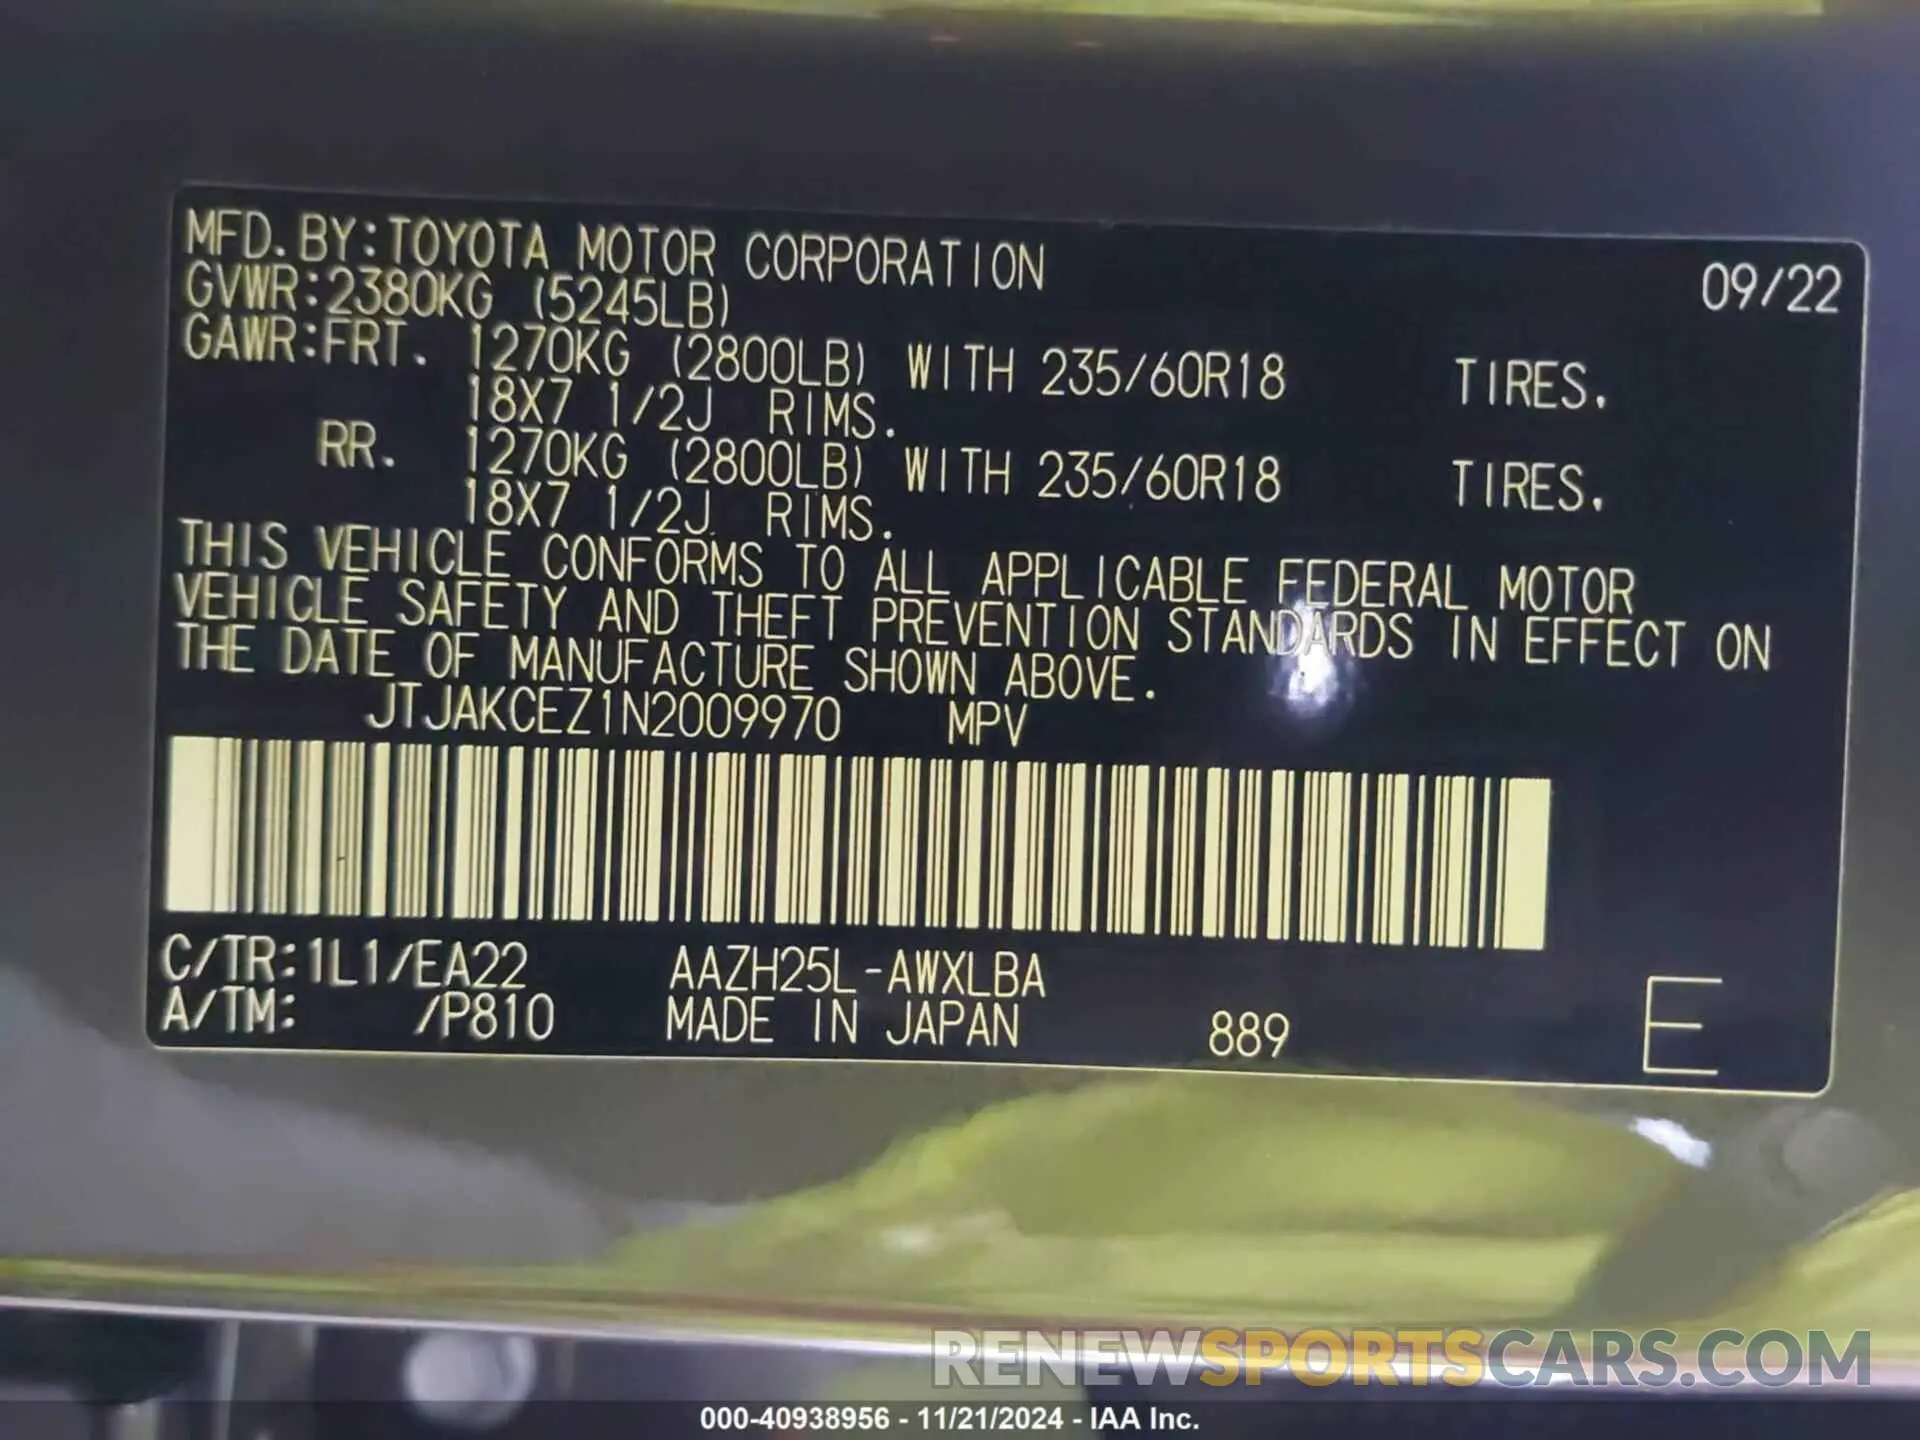 MFD.BY:TOYOTA MOTOR CORPORATION 09/22
GVWR:2380KG (5245LB)
GAWR:FRT. 1270KG (2800LB) WITH 235/60R18 TIRES.
18X7 1/2J RIMS.
RR. 1270KG (2800LB) WITH 235/60R18 TIRES.
18X7 1/2J RIMS.
THIS VEHICLE CONFORMS TO ALL APPLICABLE FEDERAL MOTOR
VEHICLE SAFETY AND THEFT PREVENTION STANDARDS IN EFFECT ON
THE DATE OF MANUFACTURE SHOWN ABOVE.
JTJAKCEZ1N2009970 MPV
C/TR:1L1/EA22 AAZH25L-AWXLBA
A/TM: /P810 MADE IN JAPAN 889 E
RENEWSPORTSCARS.COM
000-40938956 - 11/21/2024 - IAA Inc.